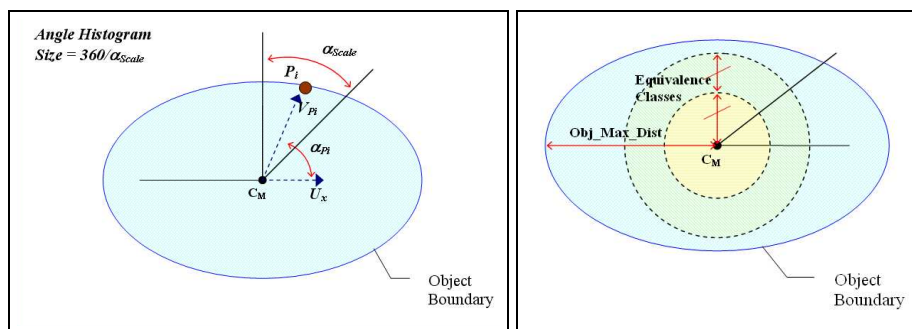 Angle Histogram
Size = 360/αScale
αScale
Pi
VPi
αPi
CM
Ux
Object
Boundary
Equivalence
Classes
Obj_Max_Dist
CM
Object
Boundary